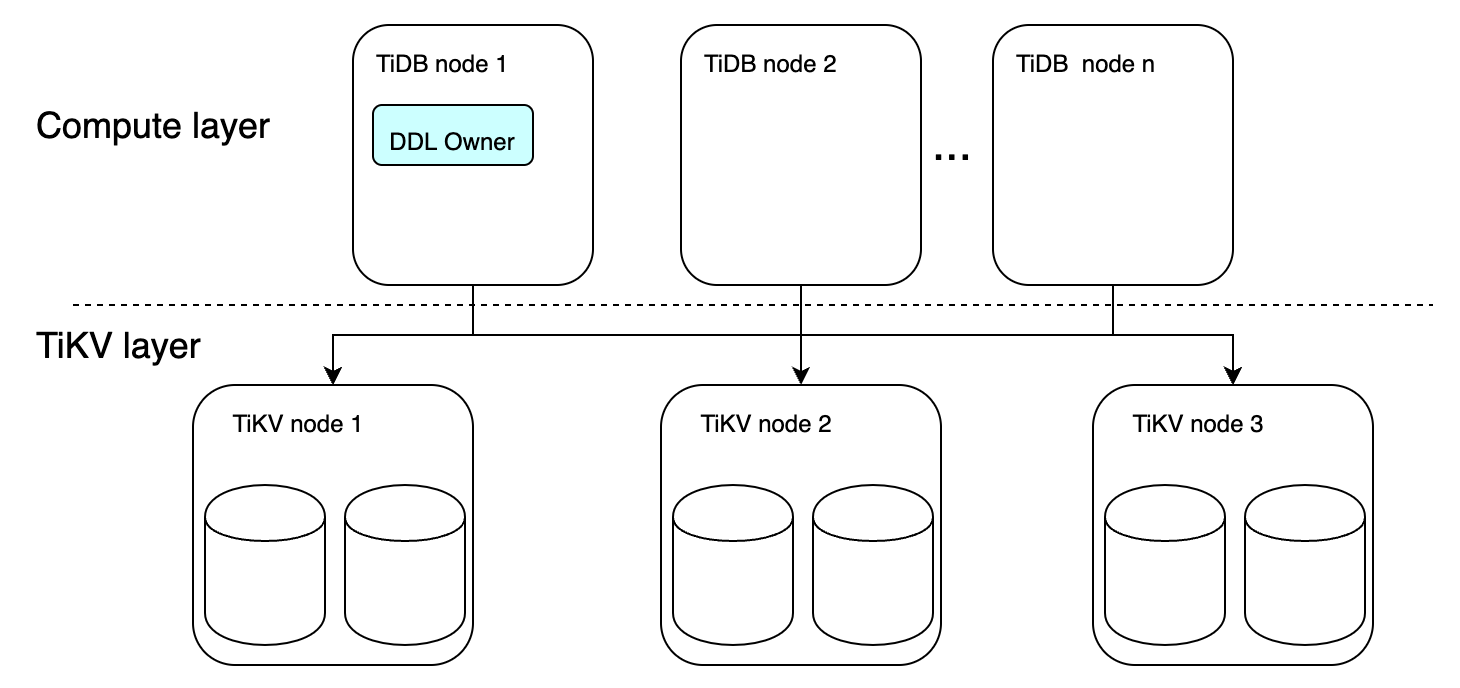 TiDB node 1
TiDB node 2
TiDB  node n
Compute layer
DDL Owner
...
TiKV layer
TiKV node 1
TiKV node 2
TiKV node 3